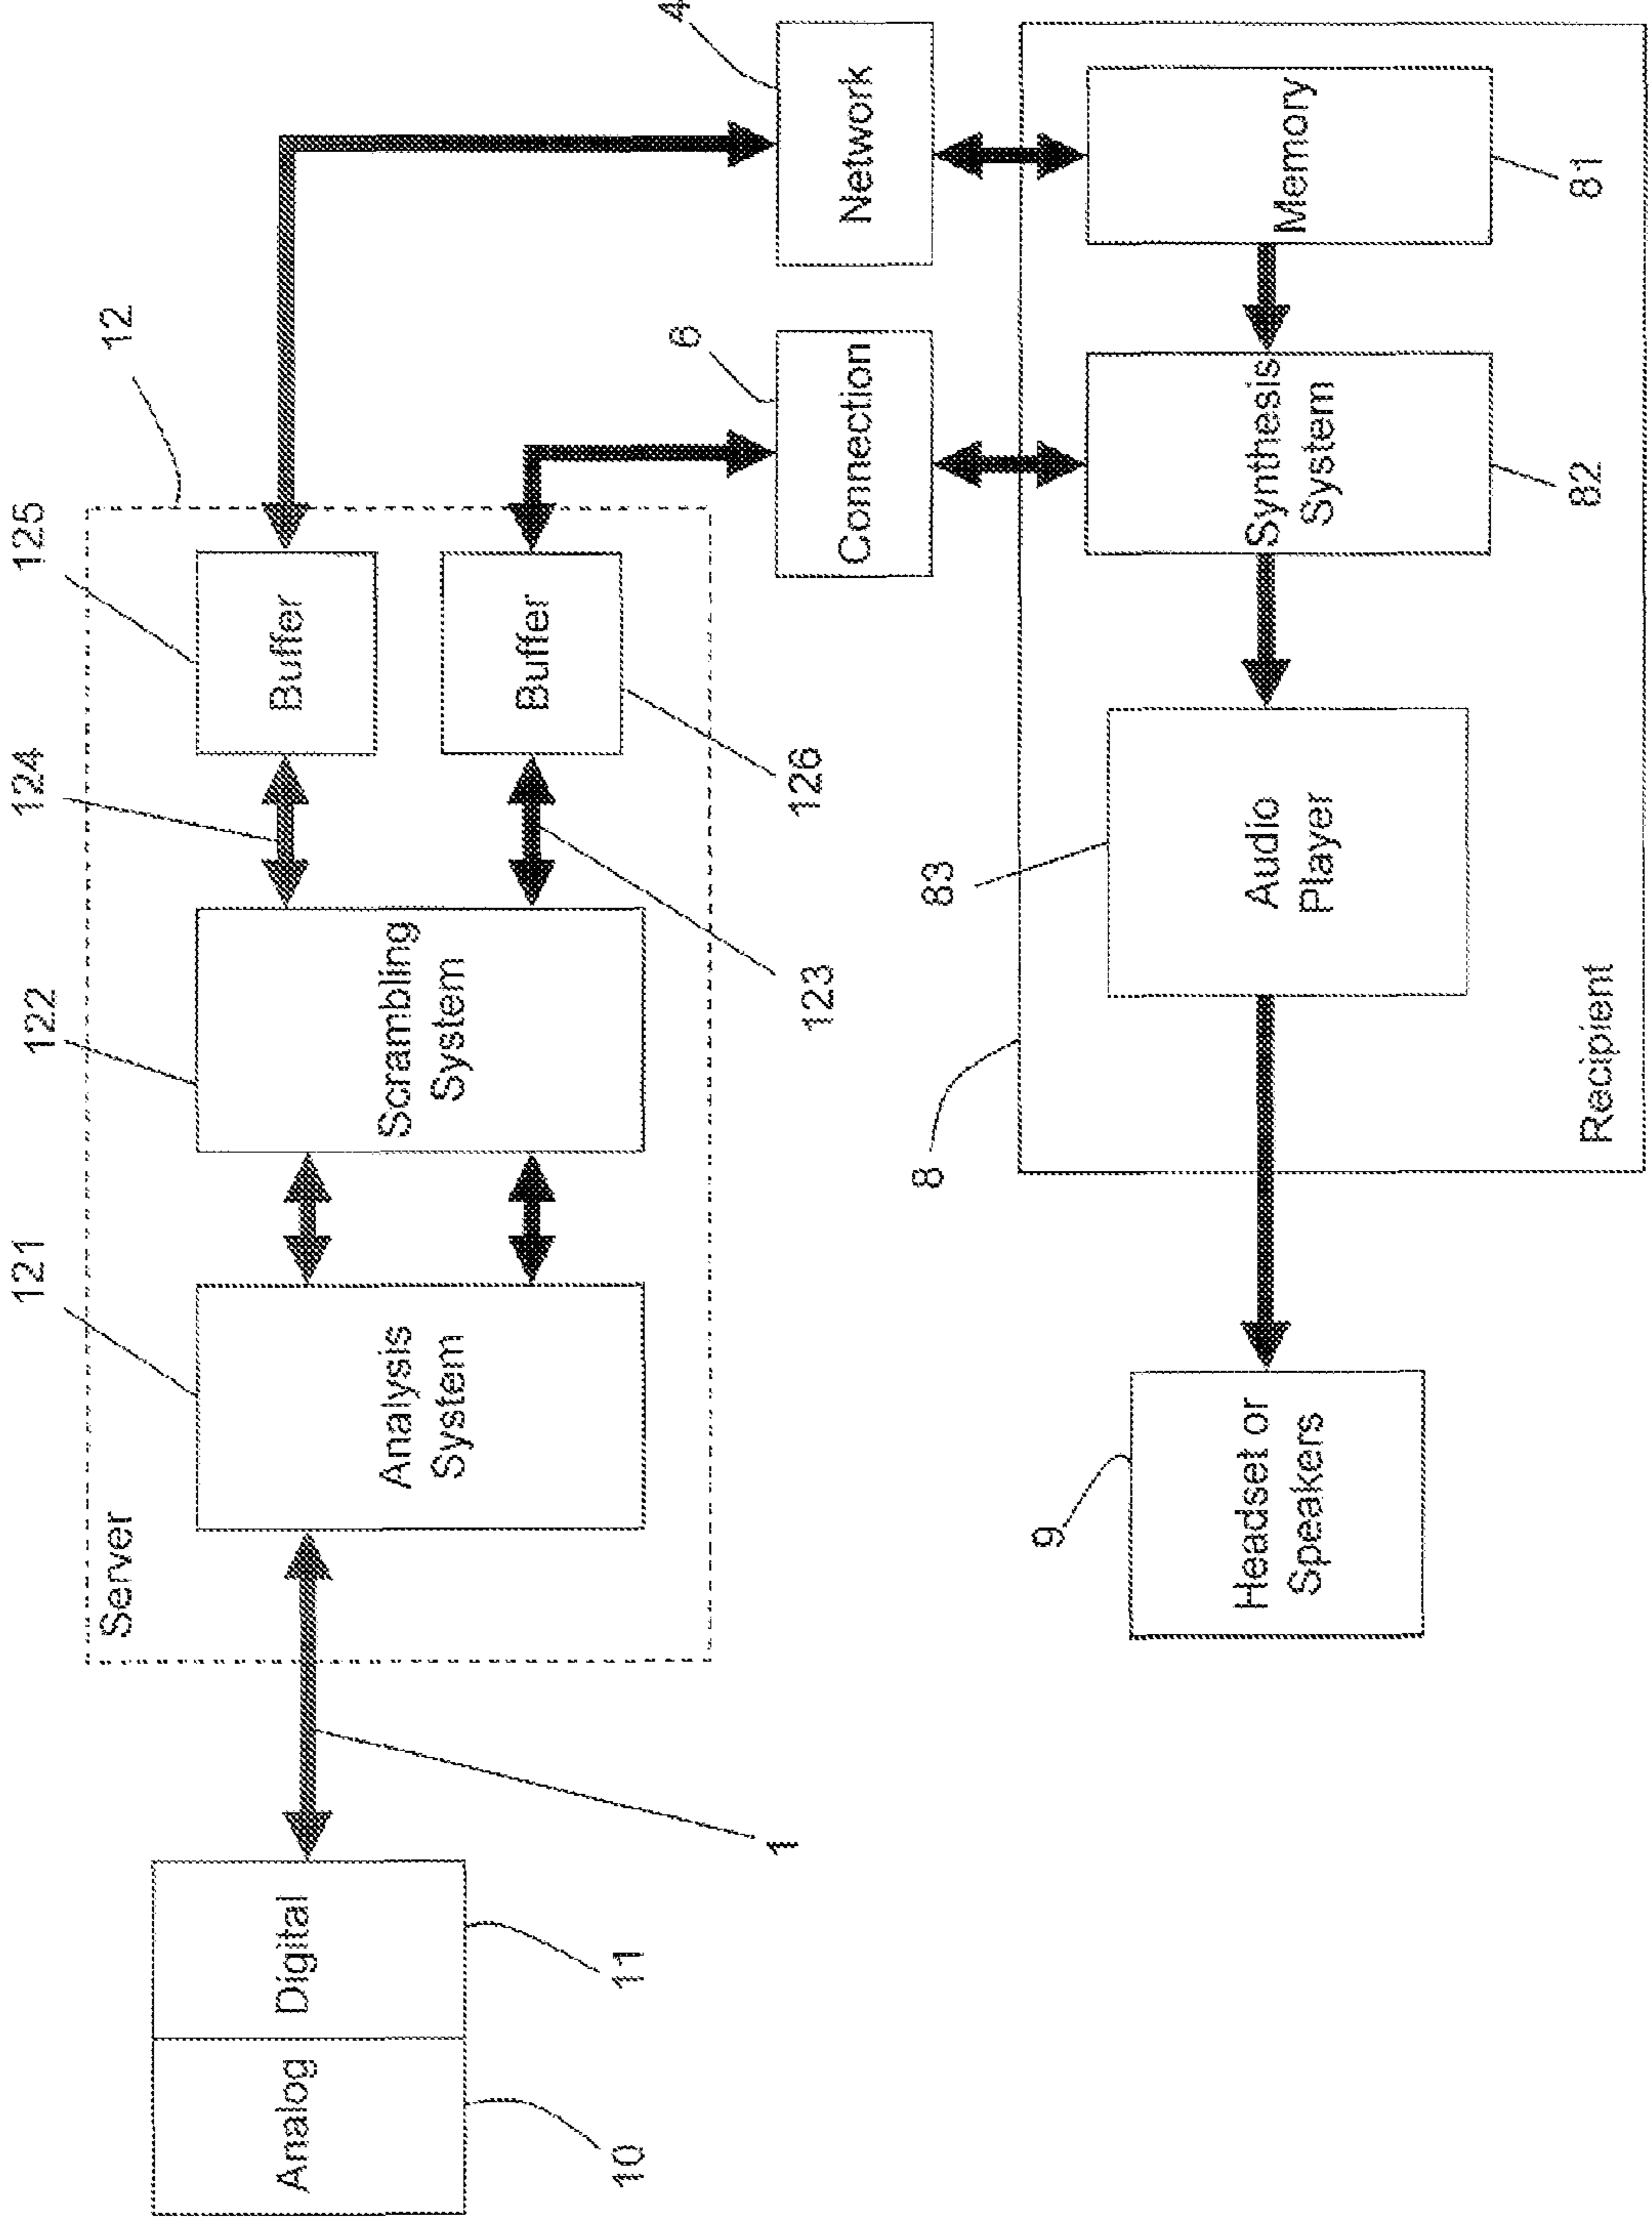 12
125
124
122
121
Server
Buffer
Buffer
Scrambling
System
Analysis
System
126
123
1
Analog
Digital
10
11
4
6
Network
Connection
Memory
81
Synthesis
System
82
Audio
Player
83
8
Recipient
9
Headset or
Speakers